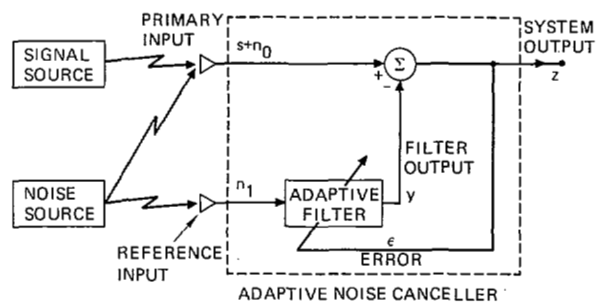 PRIMARY
INPUT
SIGNAL
SOURCE
s+n0
+
Σ
−
SYSTEM
OUTPUT
z
FILTER
OUTPUT
NOISE
SOURCE
n1
ADAPTIVE
FILTER
y
REFERENCE
INPUT
ϵ
ERROR
ADAPTIVE NOISE CANCELLER